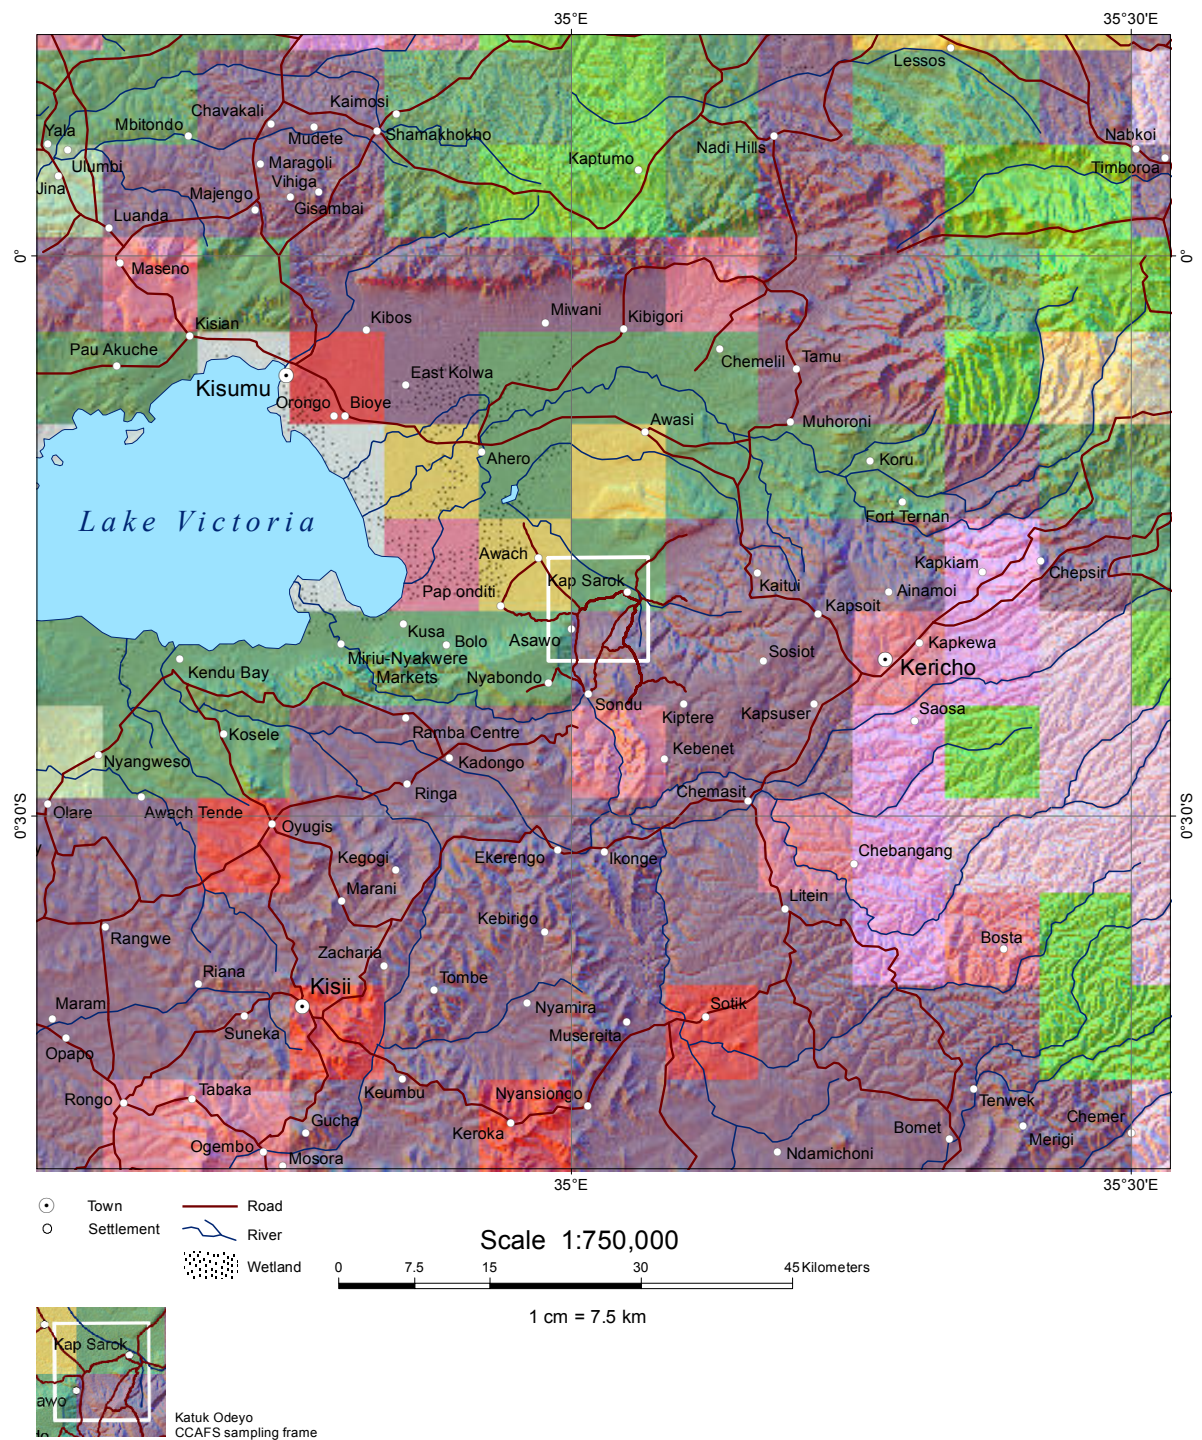 35°E
35°30'E
Lessos
Kaimosi
Chavakali
Mbitondo
Mudete
Shamakhokho
Yala
Nabkoi
Nadi Hills
Ulumbi
Maragoli
Kaptumo
Timboroa
Jina
Vihiga
Majengo
Gisambai
Luanda
0°
0°
Maseno
Kisian
Kibos
Miwani
Kibigori
Pau Akuche
Chemelil
Tamu
Kisumu
East Kolwa
Orongo
Bioye
Awasi
Muhoroni
Ahero
Koru
Lake Victoria
Fort Ternan
Awach
Kapkiam
Chepsir
Kap Sarok
Kaitui
Ainamoi
Pap onditi
Kapsoit
Kusa
Bolo
Asawo
Kapkewa
Miriu-Nyakwere
Markets
Sosiot
Kericho
Kendu Bay
Nyabondo
Sondu
Kiptere
Kapsuser
Saosa
Kosele
Ramba Centre
Kebenet
Nyangweso
Kadongo
Chemasit
Ringa
Olare
Awach Tende
Oyugis
0°30'S
0°30'S
Kegogi
Ekerengo
Ikonge
Chebangang
Marani
Litein
Kebirigo
Rangwe
Zacharia
Bosta
Riana
Tombe
Kisii
Maram
Nyamira
Sotik
Suneka
Musereita
Opapo
Rongo
Tabaka
Keumbu
Nyansiongo
Tenwek
Chemer
Gucha
Keroka
Bomet
Merigi
Ogembo
Mosora
Ndamichoni
35°E
35°30'E
Town
Road
Settlement
River
Wetland
Scale 1:750,000
0 7.5 15 30 45 Kilometers
1 cm = 7.5 km
Kap Sarok
awo
Katuk Odeyo
CCAFS sampling frame